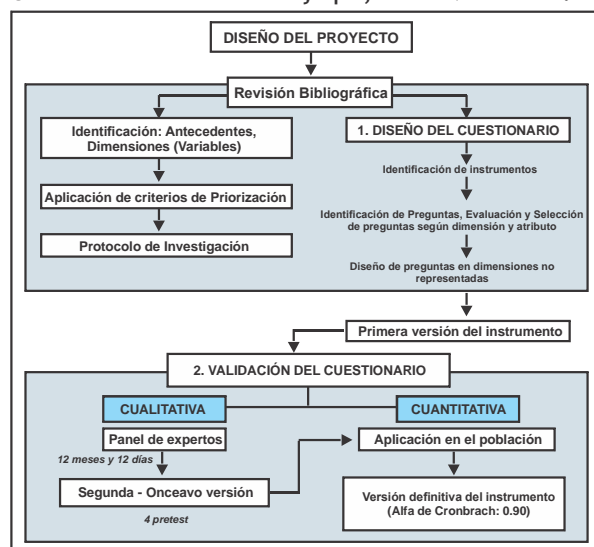 DISEÑO DEL PROYECTO
Revisión Bibliográfica
Identificación: Antecedentes,
Dimensiones (Variables)
Aplicación de criterios de Priorización
Protocolo de Investigación
1. DISEÑO DEL CUESTIONARIO
Identificación de instrumentos
Identificación de Preguntas, Evaluación y Selección
de preguntas según dimensión y atributo
Diseño de preguntas en dimensiones no
representadas
Primera versión del instrumento
2. VALIDACIÓN DEL CUESTIONARIO
CUALITATIVA
Panel de expertos
12 meses y 12 días
Segunda - Onceavo versión
4 pretest
CUANTITATIVA
Aplicación en el población
Versión definitiva del instrumento
(Alfa de Cronbrach: 0.90)